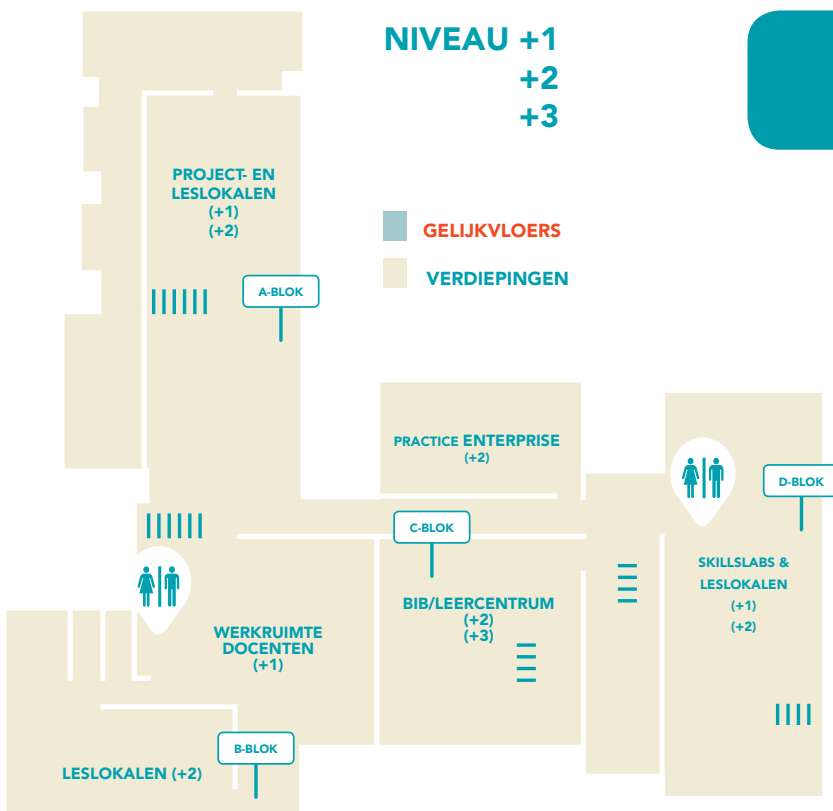 NIVEAU +1
+2
+3
PROJECT- EN
LESLOKALEN
(+1)
(+2)
GELIJKVLOERS
VERDIEPINGEN
A-BLOK
PRACTICE ENTERPRISE
(+2)
D-BLOK
C-BLOK
SKILLSLABS &
LESLOKALEN
(+1)
(+2)
BIB/LEERCENTRUM
(+2)
(+3)
WERKRUIMTE
DOCENTEN
(+1)
B-BLOK
LESLOKALEN (+2)